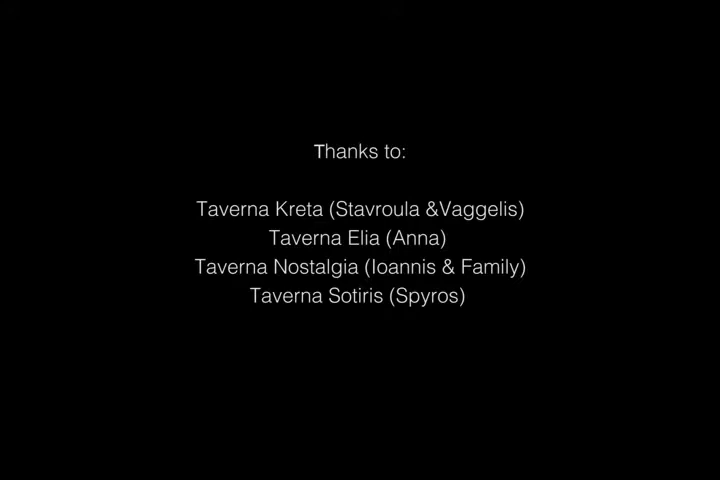 Thanks to:
Taverna Kreta (Stavroula &Vaggelis)
Taverna Elia (Anna)
Taverna Nostalgia (Ioannis & Family)
Taverna Sotiris (Spyros)